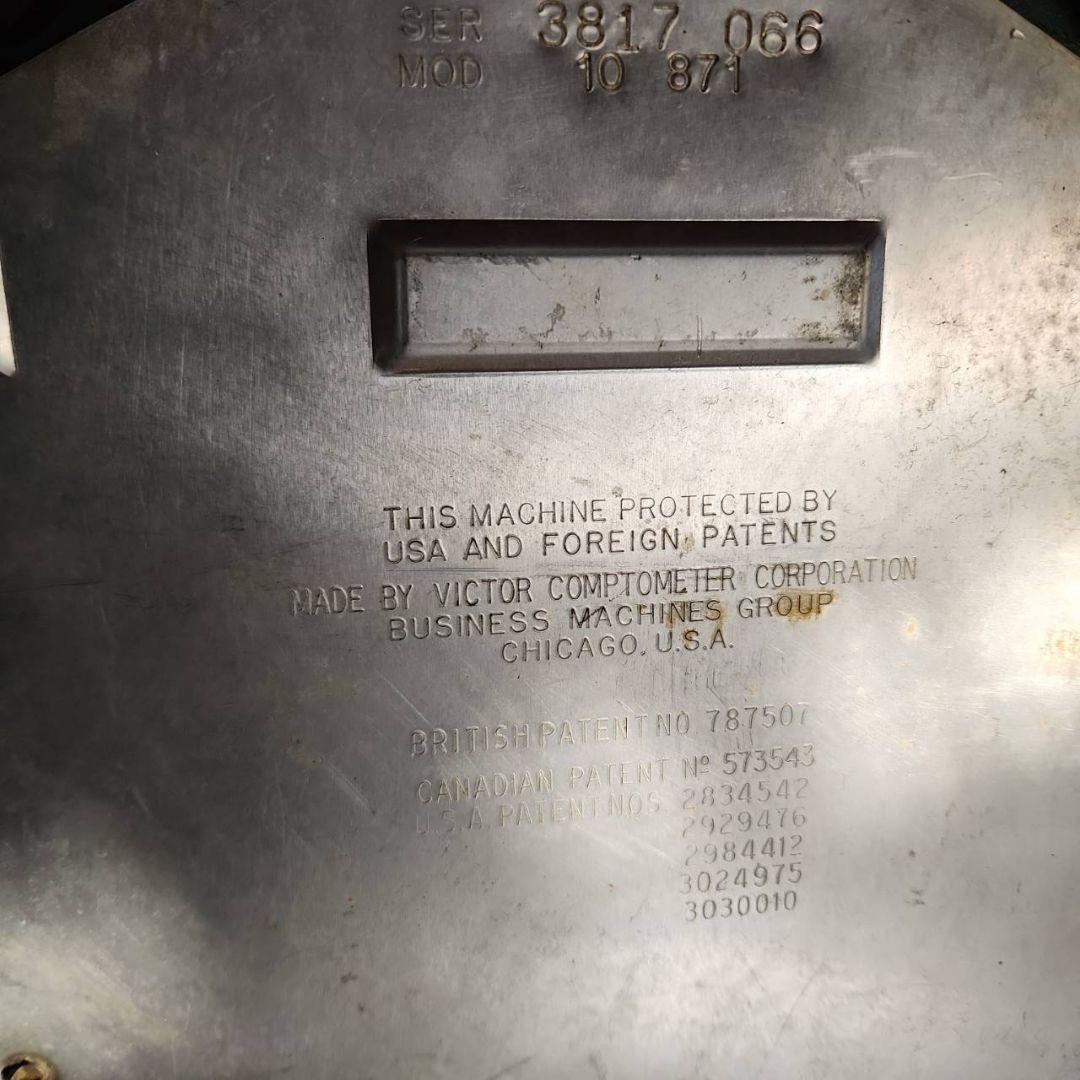 SER 3817 066
MOD 10 871
THIS MACHINE PROTECTED BY
USA AND FOREIGN PATENTS
MADE BY VICTOR COMPTOMETER CORPORATION
BUSINESS MACHINES GROUP
CHICAGO, U.S.A.
BRITISH PATENT NO 787507
CANADIAN PATENT Nº 573543
U.S.A. PATENT NOS 2834542
2929476
2984412
3024975
3030010